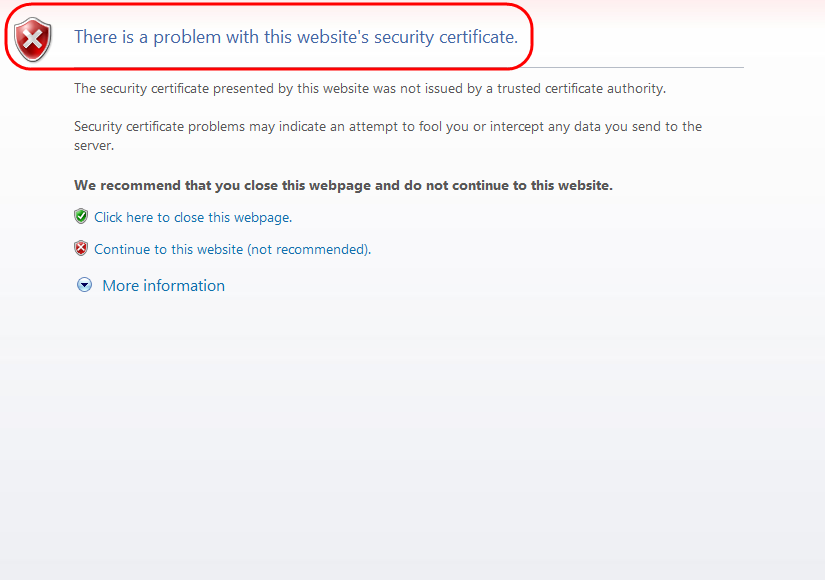 There is a problem with this website's security certificate.
The security certificate presented by this website was not issued by a trusted certificate authority.
Security certificate problems may indicate an attempt to fool you or intercept any data you send to the
server.
We recommend that you close this webpage and do not continue to this website.
Click here to close this webpage.
Continue to this website (not recommended).
More information